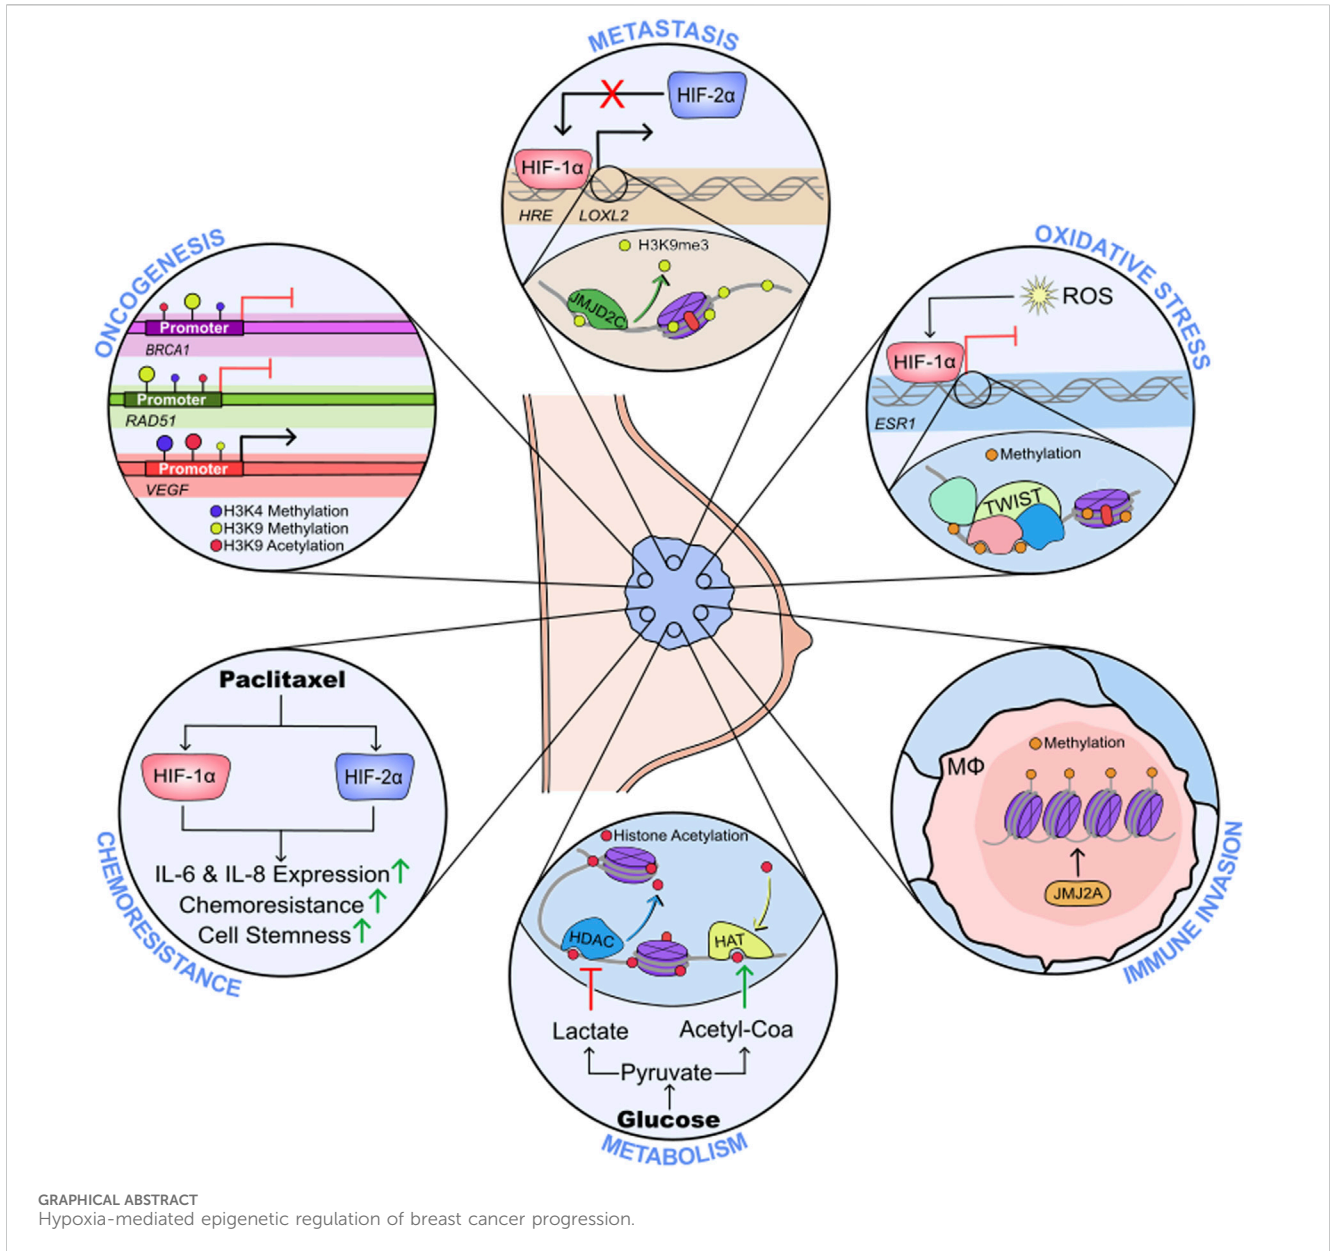 METASTASIS
HIF-2α
HIF-1α
HRE LOXL2
H3K9me3
JMJD2C
ONCOGENESIS
Promoter
BRCA1
Promoter
RAD51
Promoter
VEGF
H3K4 Methylation
H3K9 Methylation
H3K9 Acetylation
OXIDATIVE STRESS
ROS
HIF-1α
ESR1
Methylation
TWIST
Paclitaxel
HIF-1α HIF-2α
IL-6 & IL-8 Expression
Chemoresistance
Cell Stemness
CHEMORESISTANCE
Histone Acetylation
HDAC HAT
Lactate Acetyl-Coa
Pyruvate
Glucose
METABOLISM
Methylation
MΦ
JMJ2A
IMMUNE INVASION
GRAPHICAL ABSTRACT
Hypoxia-mediated epigenetic regulation of breast cancer progression.